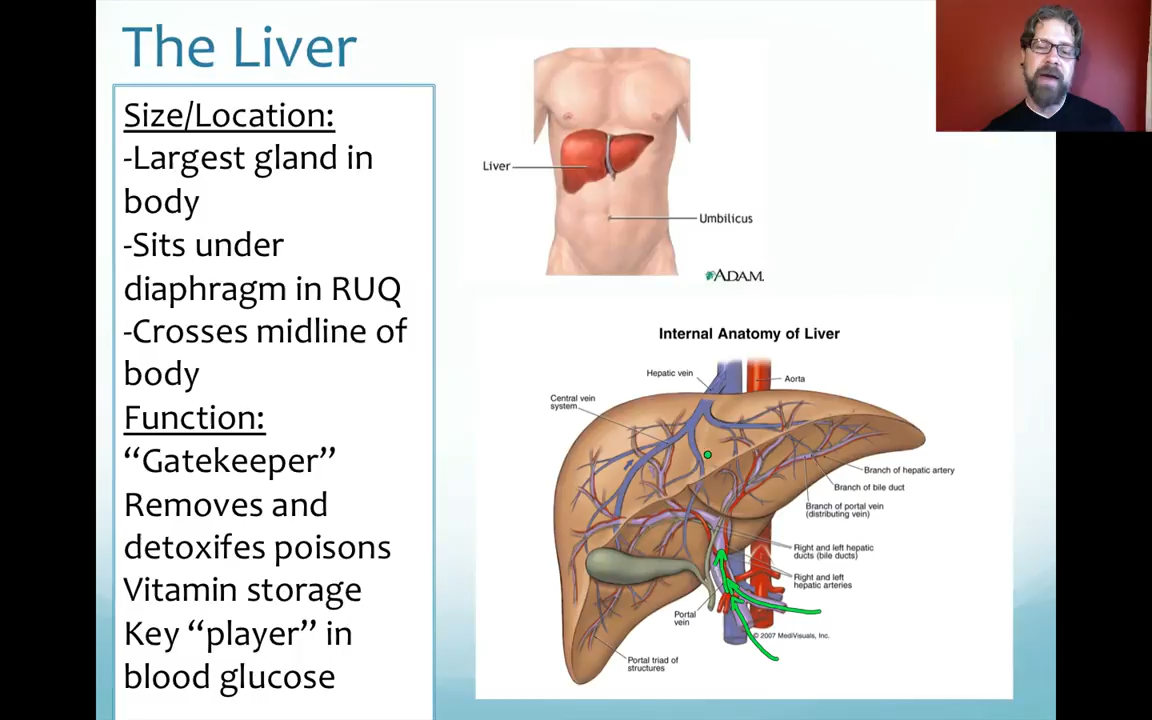 The Liver
Size/Location:
-Largest gland in
body
-Sits under
diaphragm in RUQ
-Crosses midline of
body
Function:
“Gatekeeper”
Removes and
detoxifes poisons
Vitamin storage
Key “player” in
blood glucose
Liver
Umbilicus
ADAM.
Internal Anatomy of Liver
Hepatic vein
Aorta
Central vein
system
Branch of hepatic artery
Branch of bile duct
Branch of portal vein
(distributing vein)
Right and left hepatic
ducts (bile ducts)
Right and left
hepatic arteries
Portal
vein
© 2007 MediVisuals, Inc.
Portal triad of
structures